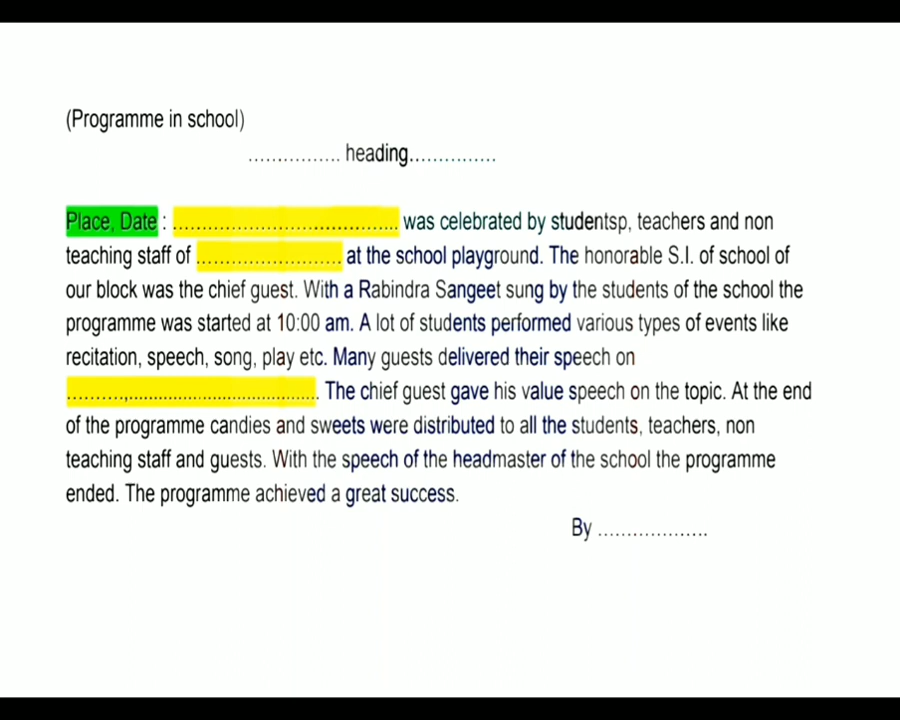 (Programme in school)
................ heading...............
Place, Date : ....................................... was celebrated by studentsp, teachers and non
teaching staff of ......................... at the school playground. The honorable S.I. of school of
our block was the chief guest. With a Rabindra Sangeet sung by the students of the school the
programme was started at 10:00 am. A lot of students performed various types of events like
recitation, speech, song, play etc. Many guests delivered their speech on
..........,.......................................... The chief guest gave his value speech on the topic. At the end
of the programme candies and sweets were distributed to all the students, teachers, non
teaching staff and guests. With the speech of the headmaster of the school the programme
ended. The programme achieved a great success.
By ...................